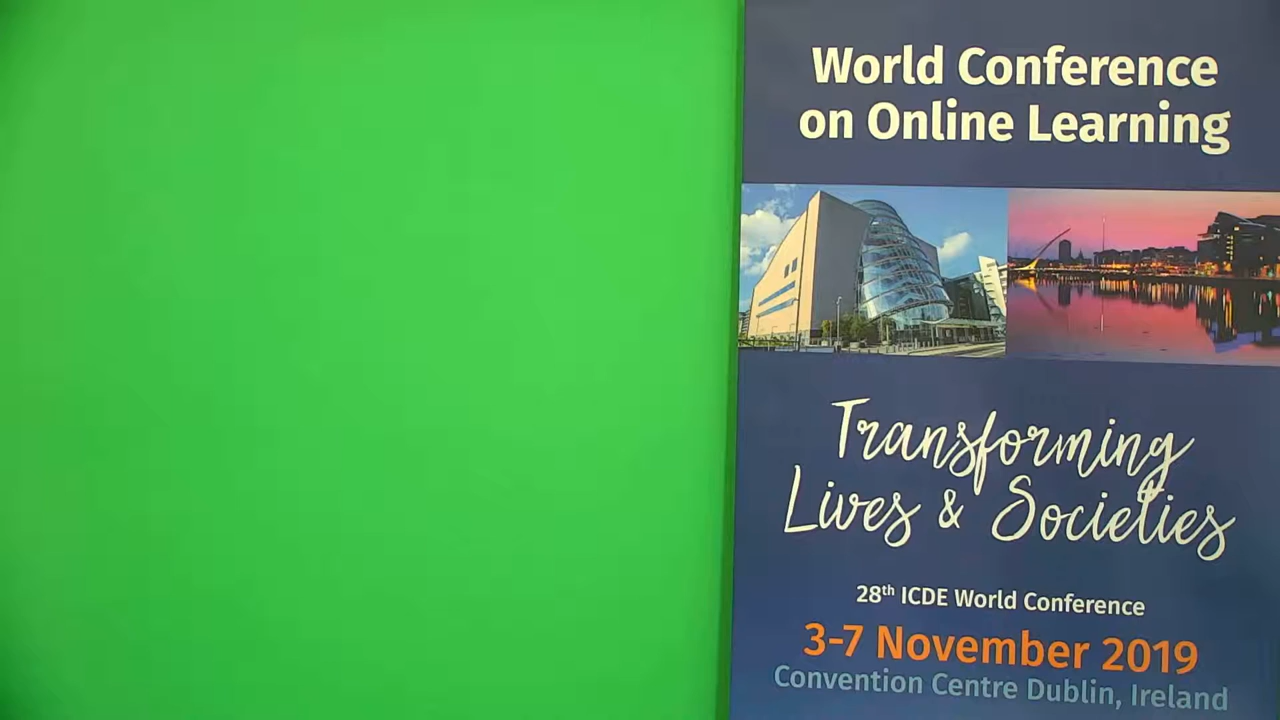 World Conference
on Online Learning
Transforming
Lives & Societies
28th ICDE World Conference
3-7 November 2019
Convention Centre Dublin, Ireland